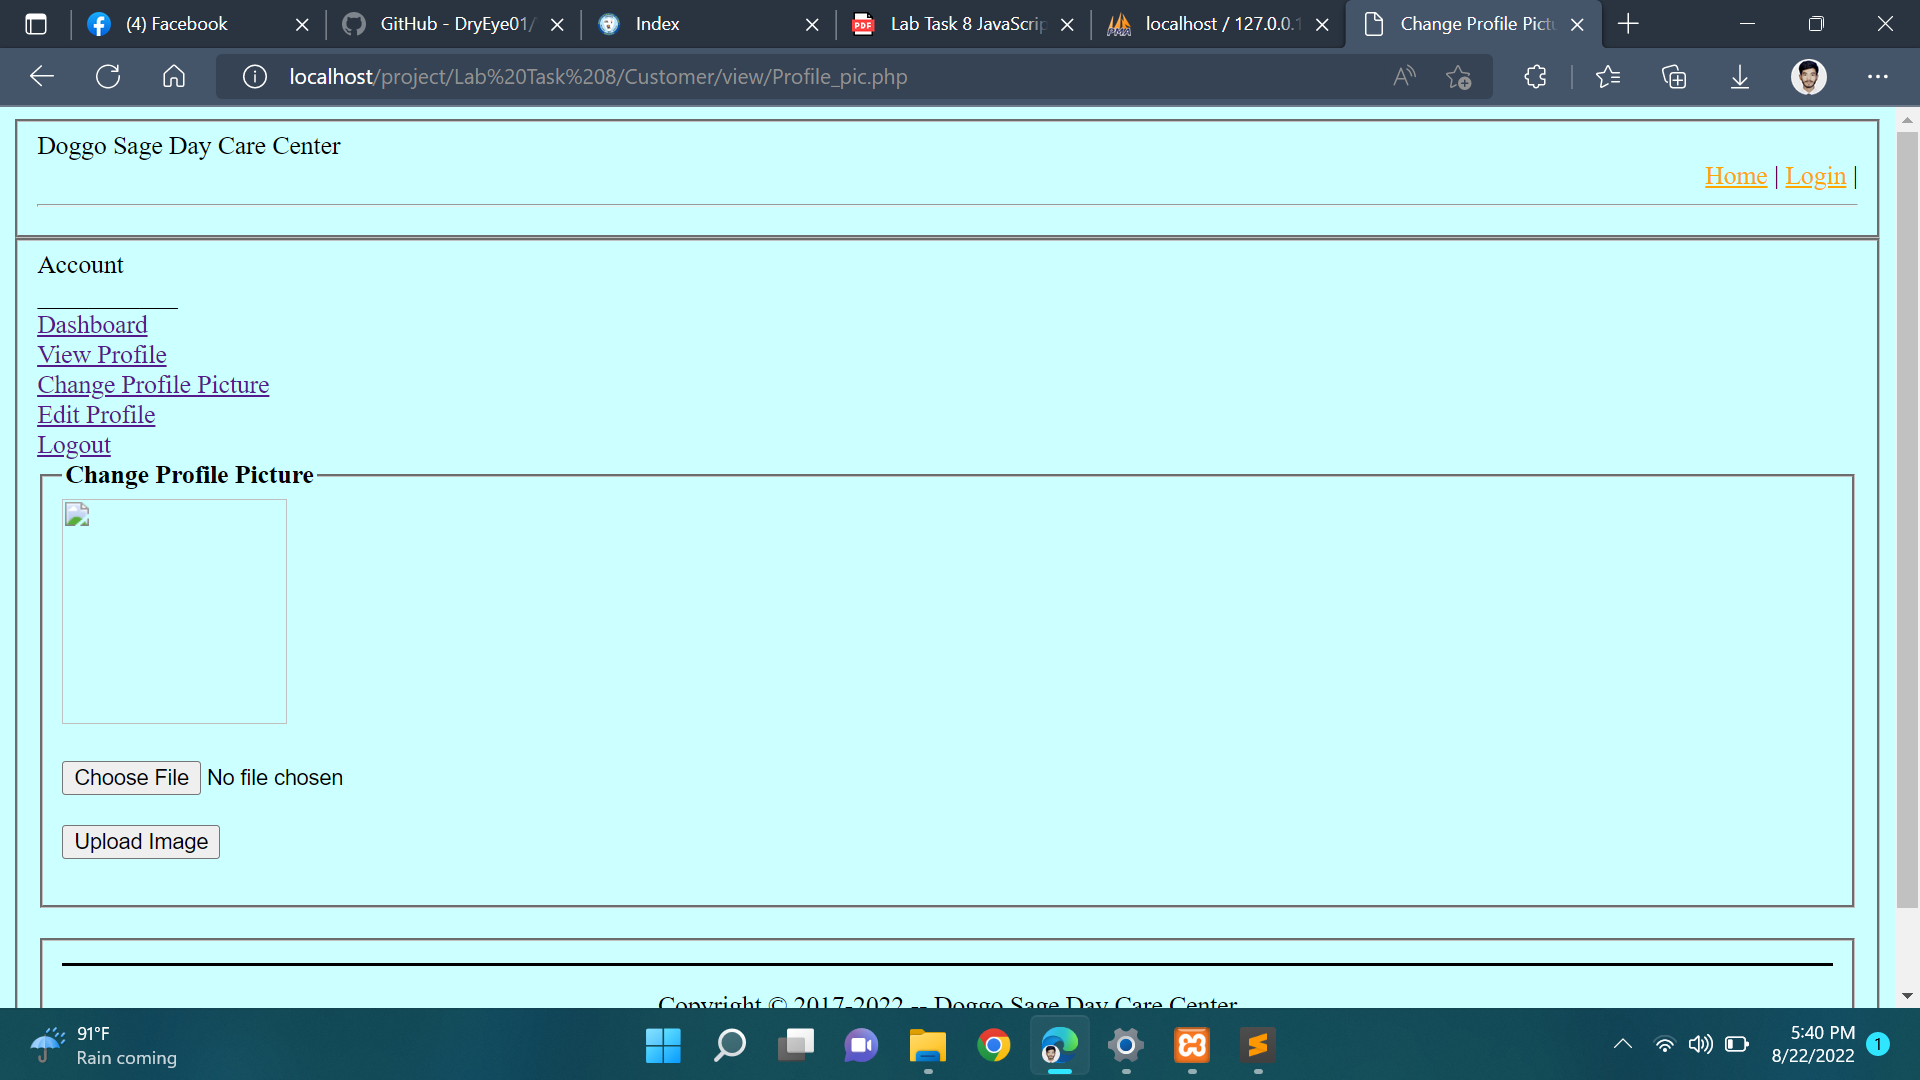 (4) Facebook
GitHub - DryEye01/
Index
Lab Task 8 JavaScrip
localhost / 127.0.0.1
Change Profile Pictu
localhost/project/Lab%20Task%208/Customer/view/Profile_pic.php
Doggo Sage Day Care Center
Home | Login |
Account
Dashboard
View Profile
Change Profile Picture
Edit Profile
Logout
Change Profile Picture
Choose File No file chosen
Upload Image
Copyright © 2017-2022 -- Doggo Sage Day Care Center
91°F
Rain coming
5:40 PM
8/22/2022
1